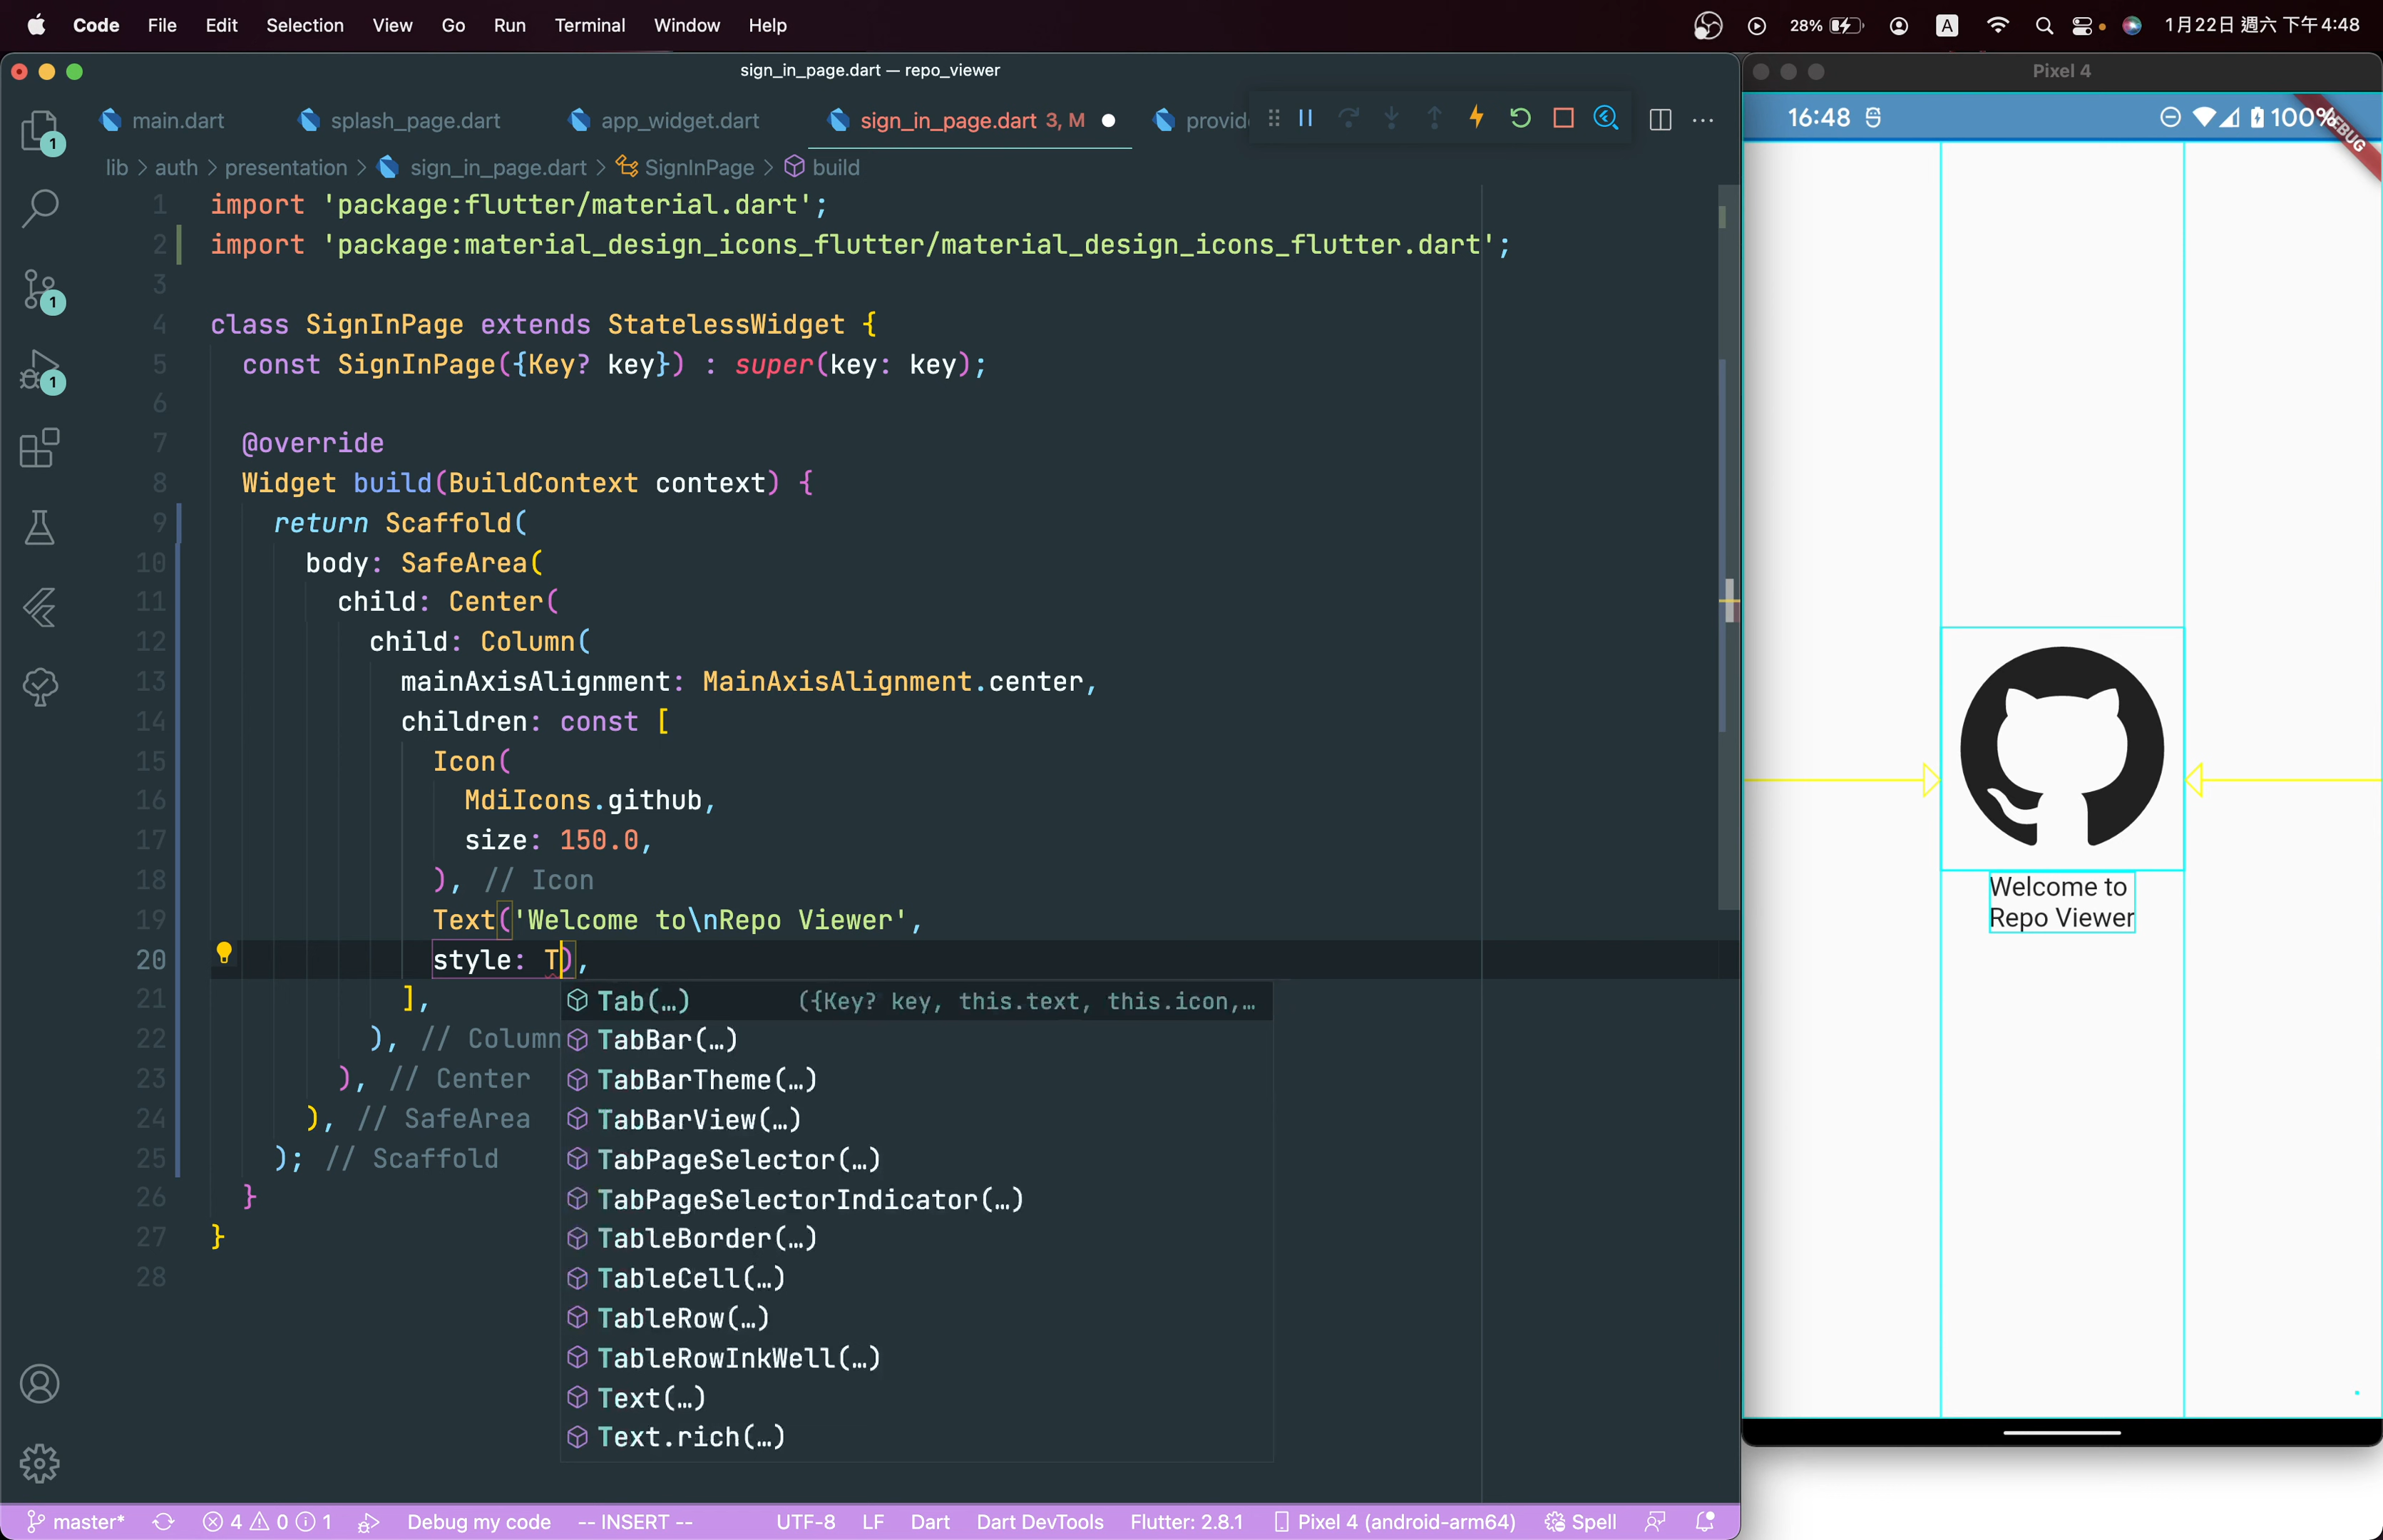 Code File Edit Selection View Go Run Terminal Window Help
28% A 1月22日 週六 下午4:48
sign_in_page.dart — repo_viewer
main.dart splash_page.dart app_widget.dart sign_in_page.dart 3, M provid
lib > auth > presentation > sign_in_page.dart > SignInPage > build
1 import 'package:flutter/material.dart';
2 import 'package:material_design_icons_flutter/material_design_icons_flutter.dart';
3
4 class SignInPage extends StatelessWidget {
5 const SignInPage({Key? key}) : super(key: key);
6
7 @override
8 Widget build(BuildContext context) {
9 return Scaffold(
10 body: SafeArea(
11 child: Center(
12 child: Column(
13 mainAxisAlignment: MainAxisAlignment.center,
14 children: const [
15 Icon(
16 MdiIcons.github,
17 size: 150.0,
18 ), // Icon
19 Text('Welcome to\nRepo Viewer',
20 style: T),
21 ],
22 ), // Column
23 ), // Center
24 ), // SafeArea
25 ); // Scaffold
26 }
27 }
28
Tab(…) ({Key? key, this.text, this.icon,…
TabBar(…)
TabBarTheme(…)
TabBarView(…)
TabPageSelector(…)
TabPageSelectorIndicator(…)
TableBorder(…)
TableCell(…)
TableRow(…)
TableRowInkWell(…)
Text(…)
Text.rich(…)
1
1
1
master* 4 0 1 Debug my code -- INSERT -- UTF-8 LF Dart Dart DevTools Flutter: 2.8.1 Pixel 4 (android-arm64) Spell
Pixel 4
16:48 100%
Welcome to
Repo Viewer